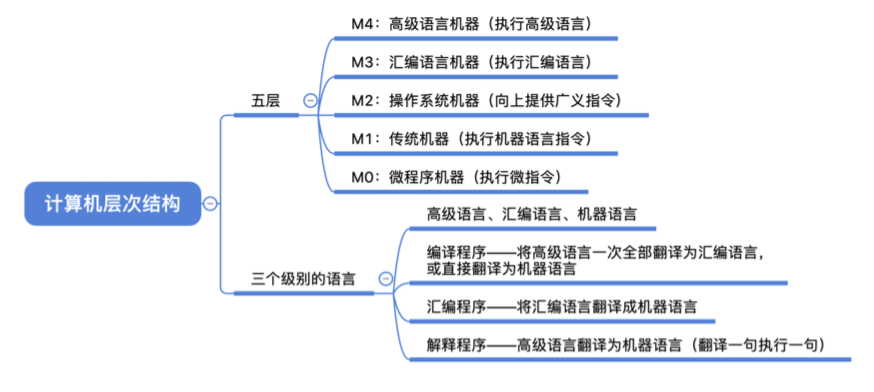 计算机层次结构
五层
M4：高级语言机器（执行高级语言）
M3：汇编语言机器（执行汇编语言）
M2：操作系统机器（向上提供广义指令）
M1：传统机器（执行机器语言指令）
M0：微程序机器（执行微指令）
三个级别的语言
高级语言、汇编语言、机器语言
编译程序——将高级语言一次全部翻译为汇编语言，
或直接翻译为机器语言
汇编程序——将汇编语言翻译成机器语言
解释程序——高级语言翻译为机器语言（翻译一句执行一句）